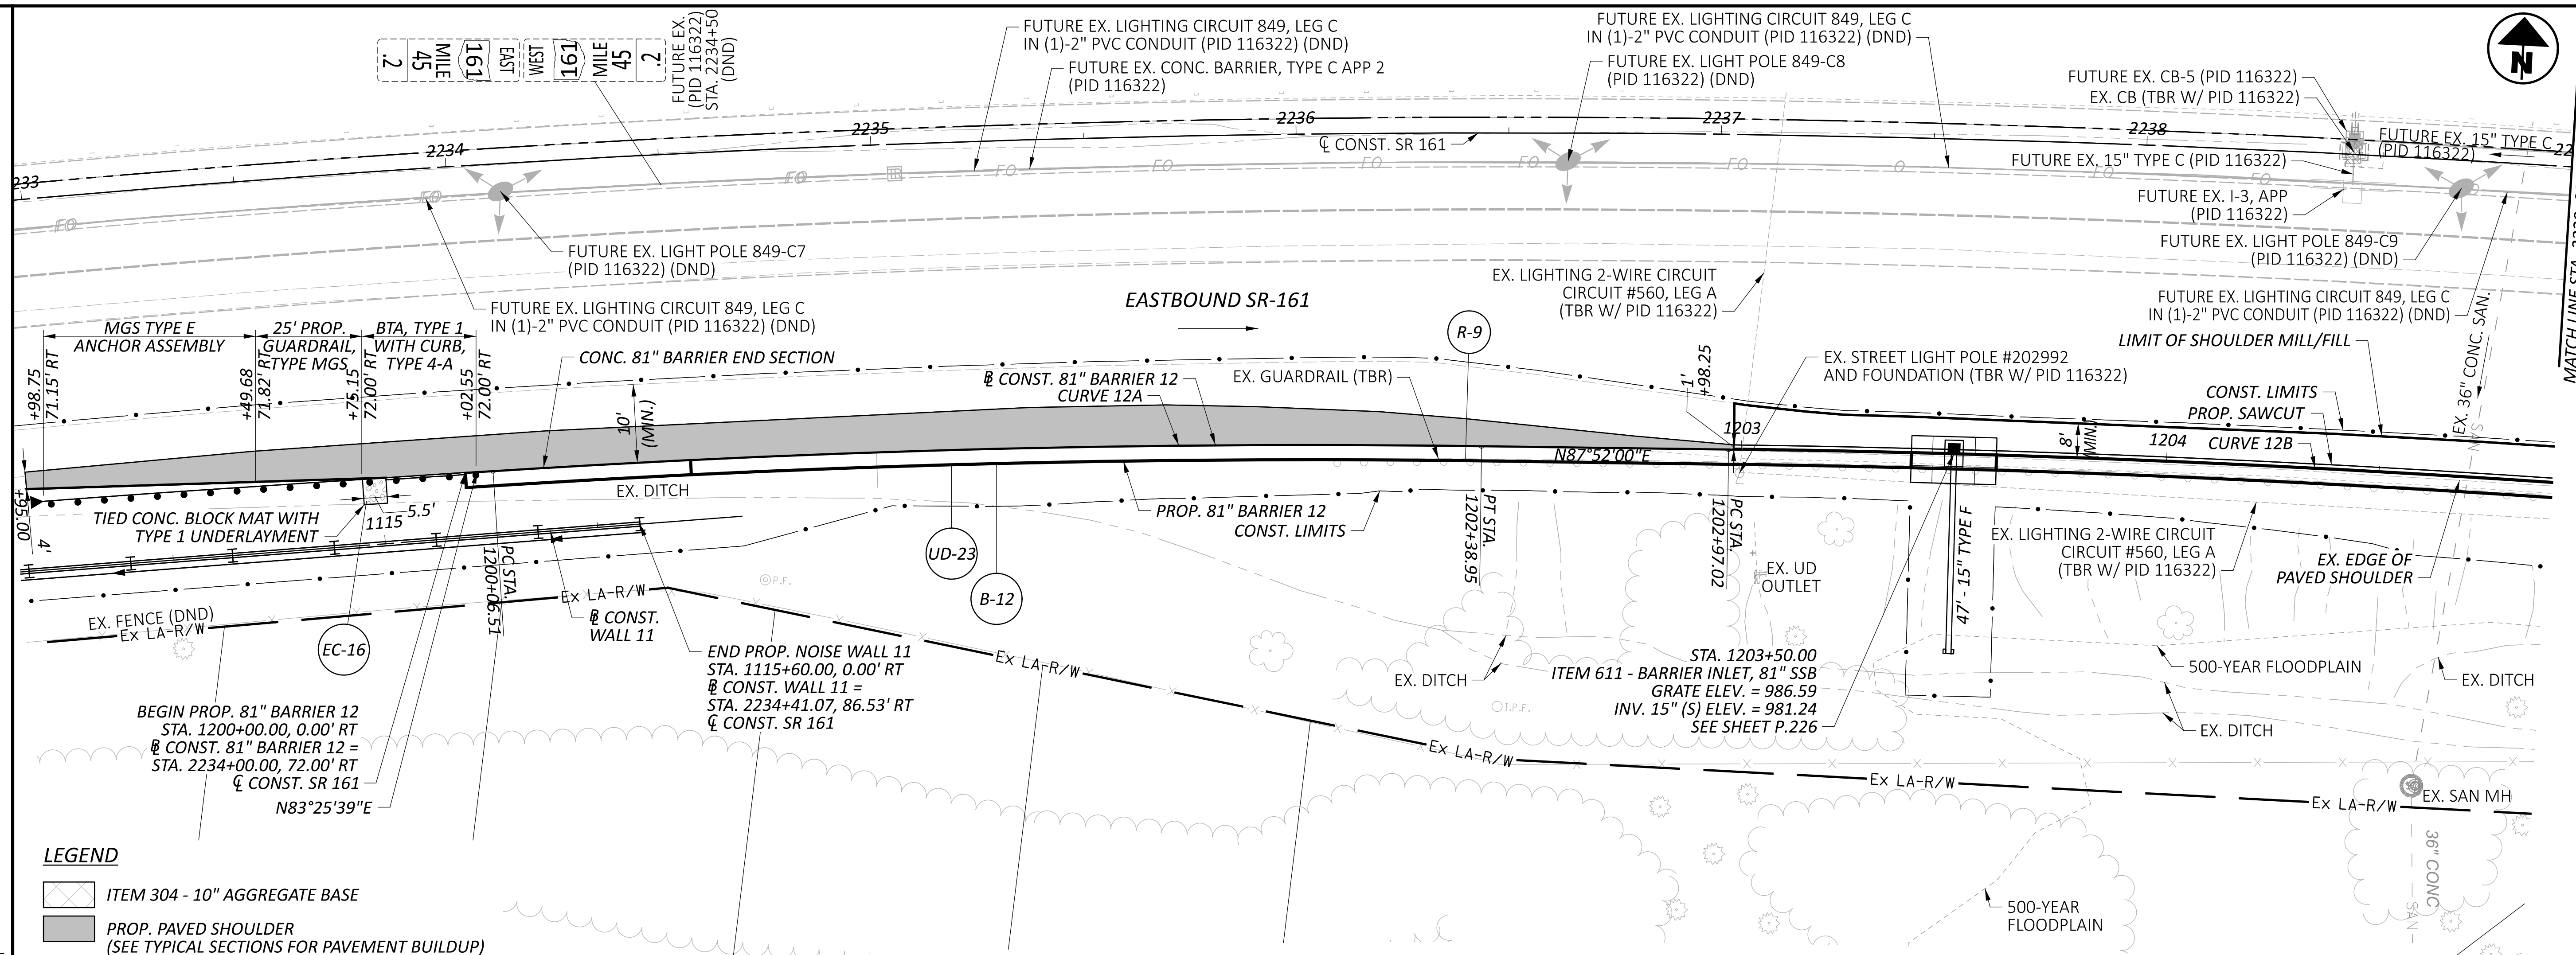 .2
45
MILE
161
EAST
WEST
161
MILE
45
.2
FUTURE EX.
(PID 116322)
STA. 2234+50
(DND)
FUTURE EX. LIGHTING CIRCUIT 849, LEG C
IN (1)-2" PVC CONDUIT (PID 116322) (DND)
FUTURE EX. CONC. BARRIER, TYPE C APP 2
(PID 116322)
FUTURE EX. LIGHTING CIRCUIT 849, LEG C
IN (1)-2" PVC CONDUIT (PID 116322) (DND)
FUTURE EX. LIGHT POLE 849-C8
(PID 116322) (DND)
FUTURE EX. CB-5 (PID 116322)
EX. CB (TBR W/ PID 116322)
N
FUTURE EX. 15" TYPE C
(PID 116322)
FUTURE EX. 15" TYPE C (PID 116322)
FUTURE EX. I-3, APP
(PID 116322)
FUTURE EX. LIGHT POLE 849-C9
(PID 116322) (DND)
233
2234
2235
2236
2237
2238
℄ CONST. SR 161
FO
FO
FO
FO
FO
FO
FO
FO
FO
FO
FUTURE EX. LIGHT POLE 849-C7
(PID 116322) (DND)
FUTURE EX. LIGHTING CIRCUIT 849, LEG C
IN (1)-2" PVC CONDUIT (PID 116322) (DND)
EASTBOUND SR-161
EX. LIGHTING 2-WIRE CIRCUIT
CIRCUIT #560, LEG A
(TBR W/ PID 116322)
FUTURE EX. LIGHTING CIRCUIT 849, LEG C
IN (1)-2" PVC CONDUIT (PID 116322) (DND)
LIMIT OF SHOULDER MILL/FILL
CONST. LIMITS
PROP. SAWCUT
CURVE 12B
EX. 36" CONC. SAN.
SAN
MGS TYPE E
ANCHOR ASSEMBLY
25' PROP.
GUARDRAIL,
TYPE MGS
BTA, TYPE 1
WITH CURB,
TYPE 4-A
+98.75
71.15' RT
+49.68
71.82' RT
+75.15
72.00' RT
+02.55
72.00' RT
CONC. 81" BARRIER END SECTION
10'
(MIN.)
B CONST. 81" BARRIER 12
CURVE 12A
EX. GUARDRAIL (TBR)
R-9
1'
+98.25
EX. STREET LIGHT POLE #202992
AND FOUNDATION (TBR W/ PID 116322)
1203
8'
(MIN.)
1204
N87°52'00"E
+95.00
4'
TIED CONC. BLOCK MAT WITH
TYPE 1 UNDERLAYMENT
1115
5.5'
EX. DITCH
PC STA.
1200+06.51
PROP. 81" BARRIER 12
CONST. LIMITS
PT STA.
1202+38.95
PC STA.
1202+97.02
UD-23
B-12
EC-16
EX. UD
OUTLET
47' - 15" TYPE F
EX. LIGHTING 2-WIRE CIRCUIT
CIRCUIT #560, LEG A
(TBR W/ PID 116322)
EX. EDGE OF
PAVED SHOULDER
EX. FENCE (DND)
Ex LA-R/W
Ex LA-R/W
P.F.
B CONST.
WALL 11
END PROP. NOISE WALL 11
STA. 1115+60.00, 0.00' RT
B CONST. WALL 11 =
STA. 2234+41.07, 86.53' RT
℄ CONST. SR 161
Ex LA-R/W
EX. DITCH
I.P.F.
STA. 1203+50.00
ITEM 611 - BARRIER INLET, 81" SSB
GRATE ELEV. = 986.59
INV. 15" (S) ELEV. = 981.24
SEE SHEET P.226
500-YEAR FLOODPLAIN
EX. DITCH
EX. DITCH
BEGIN PROP. 81" BARRIER 12
STA. 1200+00.00, 0.00' RT
B CONST. 81" BARRIER 12 =
STA. 2234+00.00, 72.00' RT
℄ CONST. SR 161
N83°25'39"E
Ex LA-R/W
Ex LA-R/W
Ex LA-R/W
EX. SAN MH
36" CONC
SAN
500-YEAR
FLOODPLAIN
LEGEND
ITEM 304 - 10" AGGREGATE BASE
PROP. PAVED SHOULDER
(SEE TYPICAL SECTIONS FOR PAVEMENT BUILDUP)